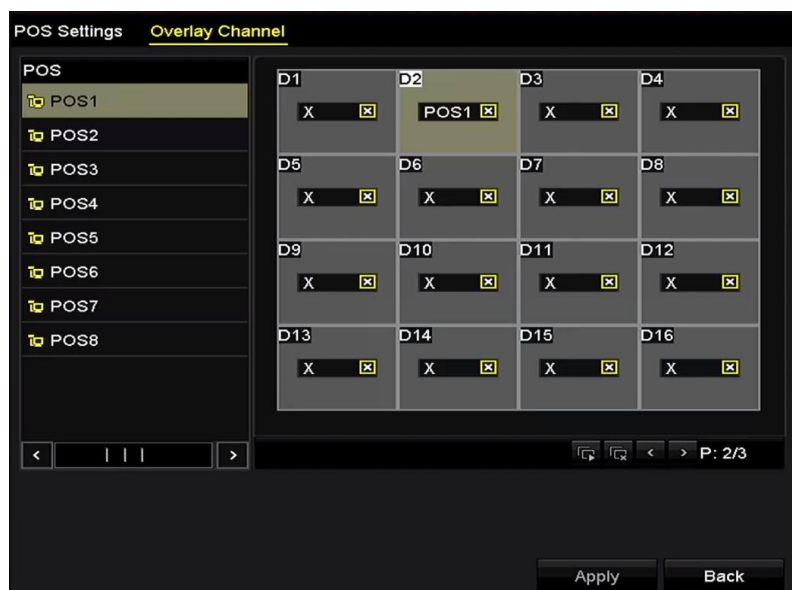 POS Settings Overlay Channel
POS
POS1
POS2
POS3
POS4
POS5
POS6
POS7
POS8
D1 D2 D3 D4
X POS1 X X
D5 D6 D7 D8
X X X X
D9 D10 D11 D12
X X X X
D13 D14 D15 D16
X X X X
P: 2/3
Apply Back